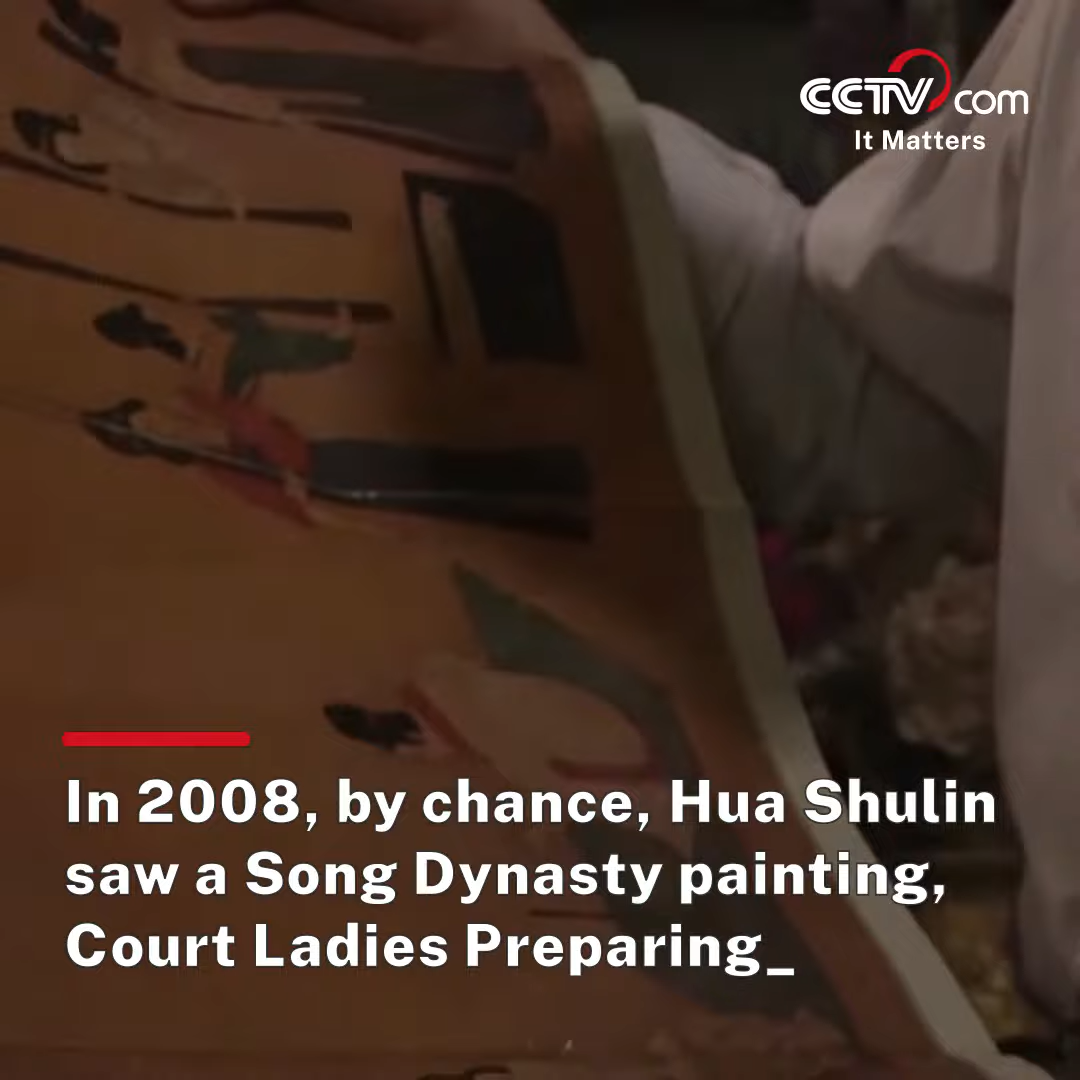 CCTV com
It Matters
In 2008, by chance, Hua Shulin
saw a Song Dynasty painting,
Court Ladies Preparing_